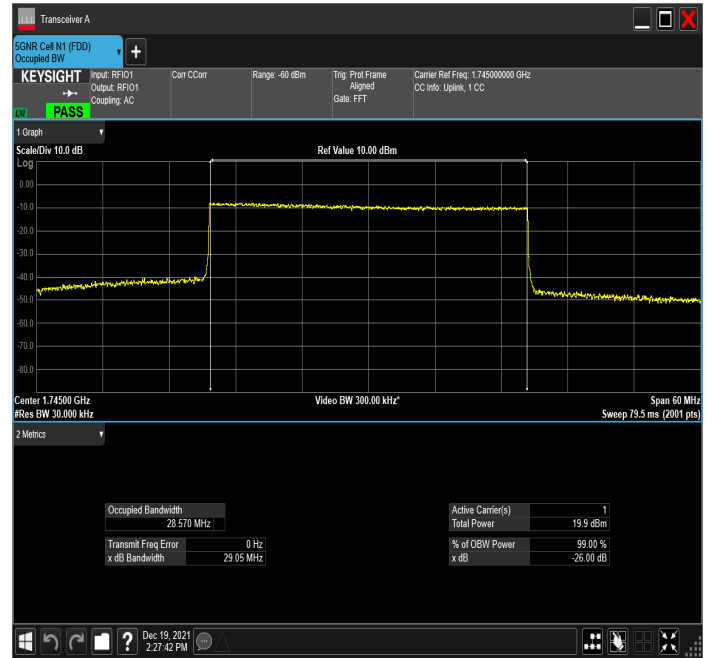 Transceiver A
5GNR Cell N1 (FDD)
Occupied BW
KEYSIGHT
Input: RFIO1
Output: RFIO1
Coupling: AC
Corr CCorr
Range: -60 dBm
Trig: Prot Frame
Aligned
Gate: FFT
Carrier Ref Freq: 1.745000000 GHz
CC Info: Uplink, 1 CC
LXI
PASS
1 Graph
Scale/Div 10.0 dB
Ref Value 10.00 dBm
Log
0.00
-10.0
-20.0
-30.0
-40.0
-50.0
-60.0
-70.0
-80.0
Center 1.74500 GHz
Video BW 300.00 kHz*
Span 60 MHz
#Res BW 30.000 kHz
Sweep 79.5 ms (2001 pts)
2 Metrics
Occupied Bandwidth
28.570 MHz
Transmit Freq Error 0 Hz
x dB Bandwidth 29.05 MHz
Active Carrier(s) 1
Total Power 19.9 dBm
% of OBW Power 99.00 %
x dB -26.00 dB
?
Dec 19, 2021
2:27:42 PM